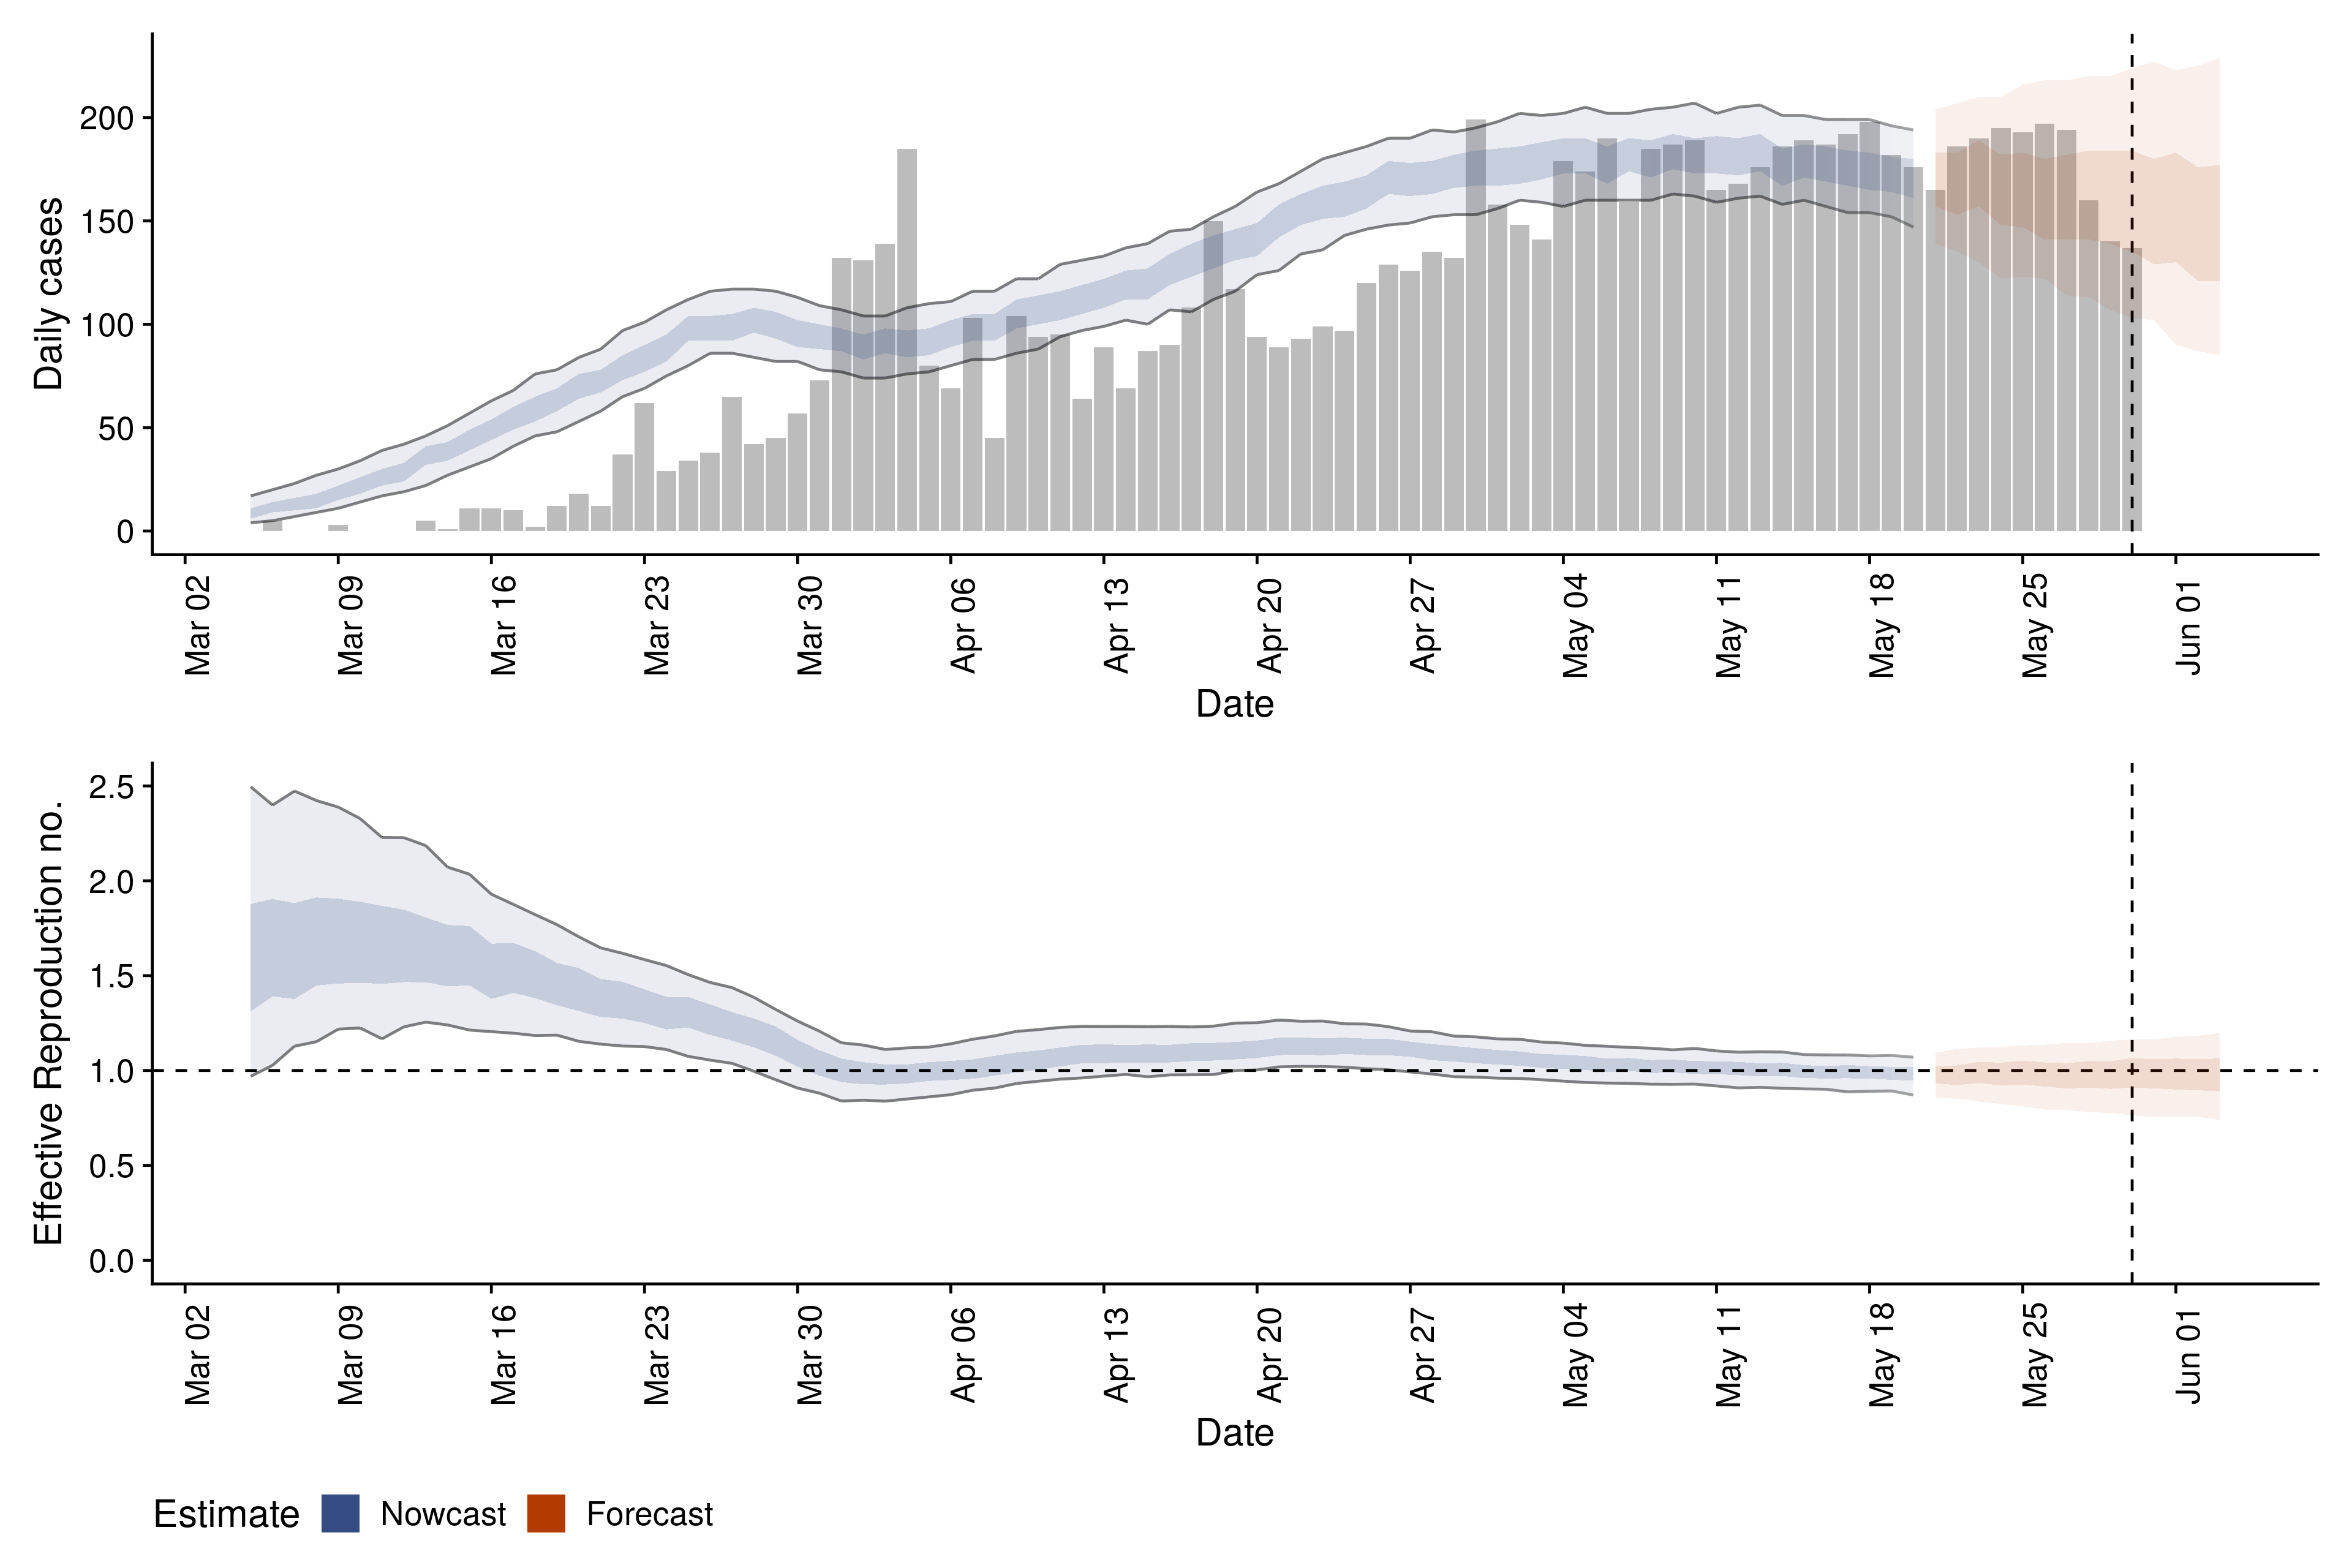 Daily cases
200
150
100
50
0
Mar 02
Mar 09
Mar 16
Mar 23
Mar 30
Apr 06
Apr 13
Apr 20
Apr 27
May 04
May 11
May 18
May 25
Jun 01
Date
Effective Reproduction no.
2.5
2.0
1.5
1.0
0.5
0.0
Mar 02
Mar 09
Mar 16
Mar 23
Mar 30
Apr 06
Apr 13
Apr 20
Apr 27
May 04
May 11
May 18
May 25
Jun 01
Date
Estimate Nowcast Forecast